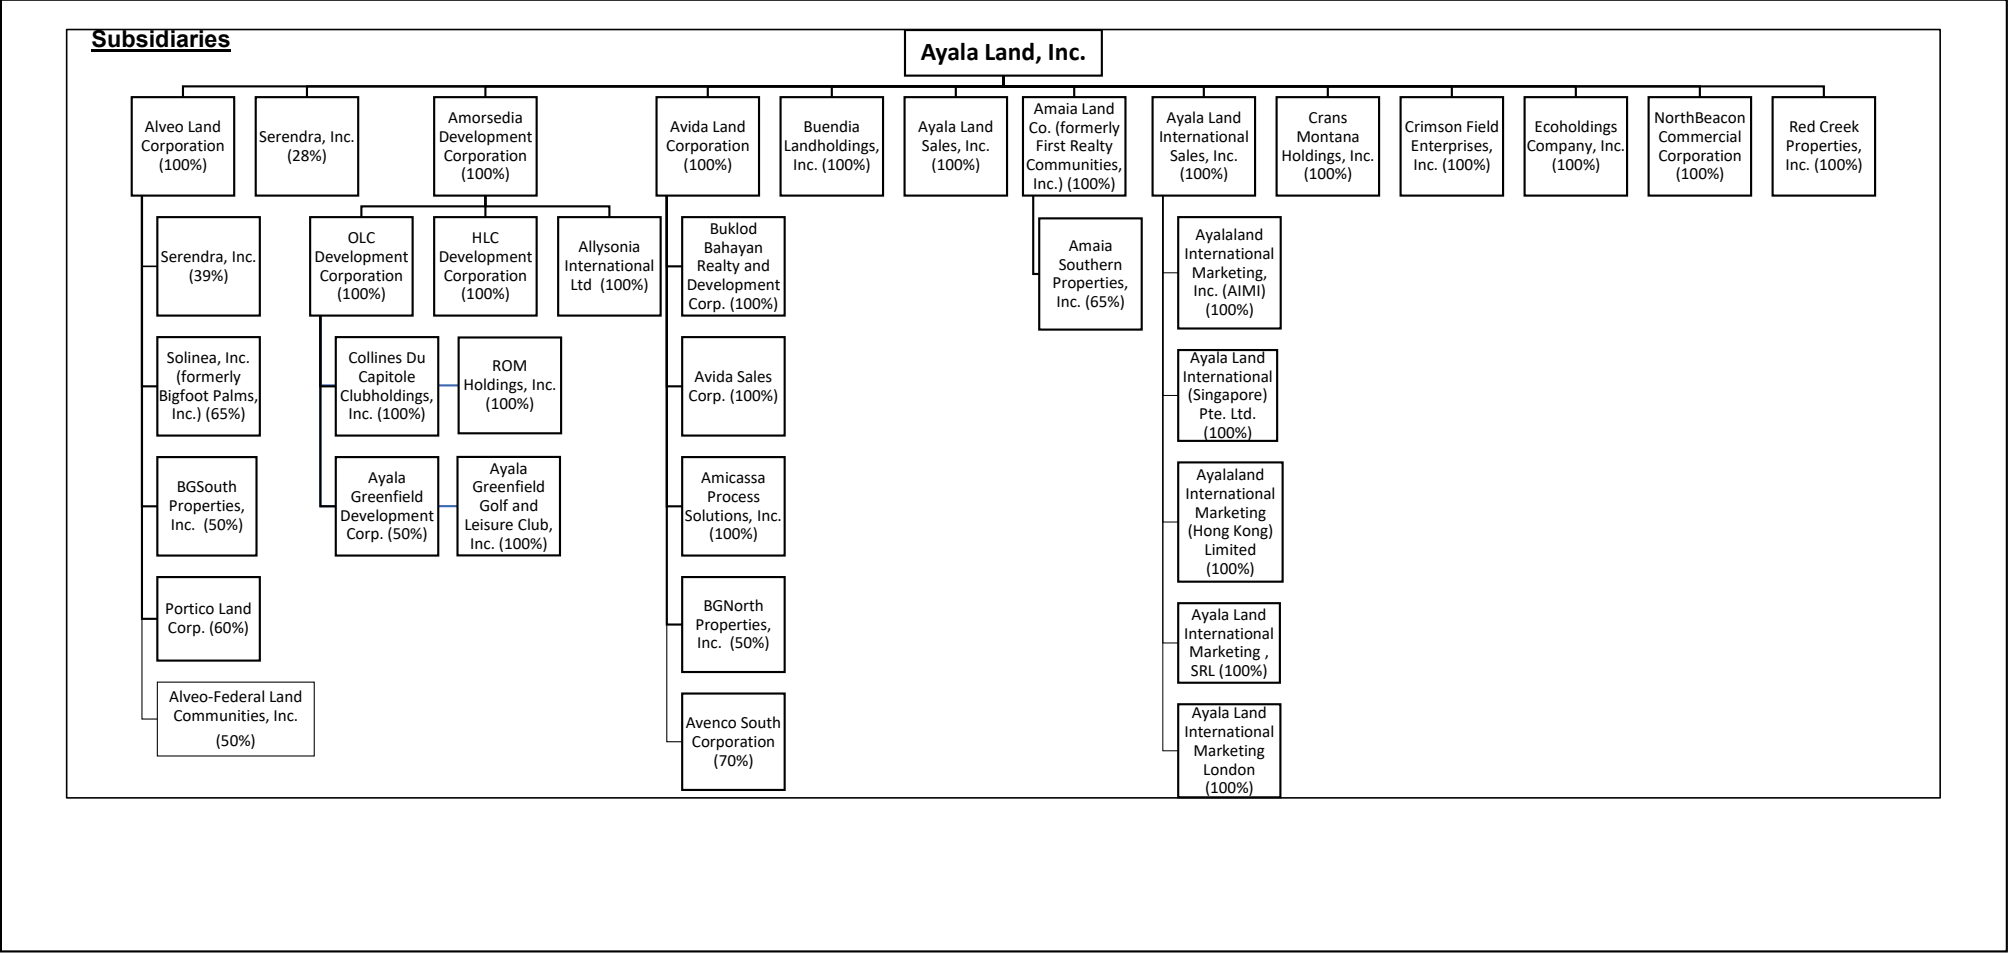 Subsidiaries
Ayala Land, Inc.
Alveo Land
Corporation
(100%)
Serendra, Inc.
(28%)
Amorsedia
Development
Corporation
(100%)
Avida Land
Corporation
(100%)
Buendia
Landholdings,
Inc. (100%)
Ayala Land
Sales, Inc.
(100%)
Amaia Land
Co. (formerly
First Realty
Communities,
Inc.) (100%)
Ayala Land
International
Sales, Inc.
(100%)
Crans
Montana
Holdings, Inc.
(100%)
Crimson Field
Enterprises,
Inc. (100%)
Ecoholdings
Company, Inc.
(100%)
NorthBeacon
Commercial
Corporation
(100%)
Red Creek
Properties,
Inc. (100%)
Serendra, Inc.
(39%)
OLC
Development
Corporation
(100%)
HLC
Development
Corporation
(100%)
Allysonia
International
Ltd (100%)
Buklod
Bahayan
Realty and
Development
Corp. (100%)
Amaia
Southern
Properties,
Inc. (65%)
Ayalaland
International
Marketing,
Inc. (AIMI)
(100%)
Solinea, Inc.
(formerly
Bigfoot Palms,
Inc.) (65%)
Collines Du
Capitole
Clubholdings,
Inc. (100%)
ROM
Holdings, Inc.
(100%)
Avida Sales
Corp. (100%)
Ayala Land
International
(Singapore)
Pte. Ltd.
(100%)
BGSouth
Properties,
Inc. (50%)
Ayala
Greenfield
Development
Corp. (50%)
Ayala
Greenfield
Golf and
Leisure Club,
Inc. (100%)
Amicassa
Process
Solutions, Inc.
(100%)
Ayalaland
International
Marketing
(Hong Kong)
Limited
(100%)
Portico Land
Corp. (60%)
BGNorth
Properties,
Inc. (50%)
Ayala Land
International
Marketing ,
SRL (100%)
Alveo-Federal Land
Communities, Inc.
(50%)
Avenco South
Corporation
(70%)
Ayala Land
International
Marketing
London
(100%)